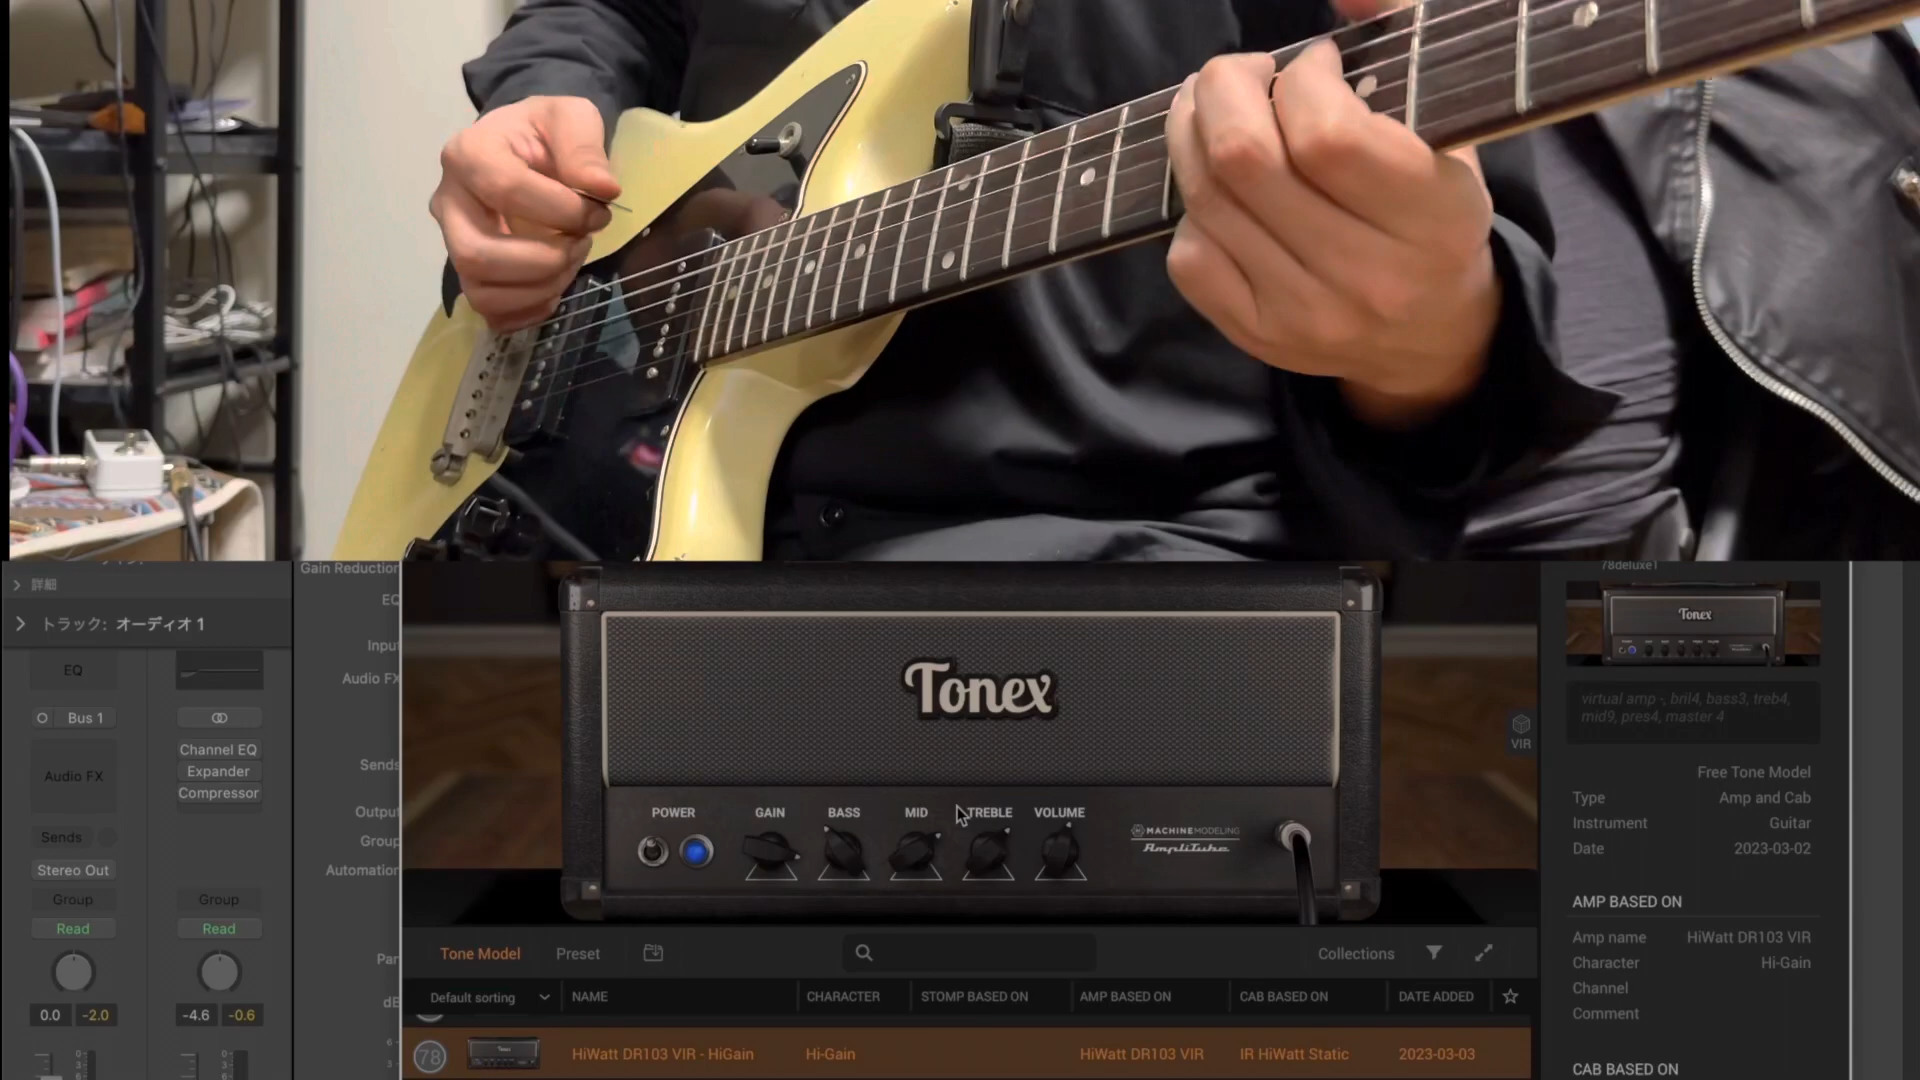 詳細
トラック: オーディオ 1
EQ
Bus 1
Audio FX
Sends
Stereo Out
Group
Read
0.0
-2.0
Channel EQ
Expander
Compressor
Group
Read
-4.6
-0.6
Gain Reduction
EQ
Input
Audio FX
Sends
Output
Group
Automation
Pan
dB
Tonex
POWER
GAIN
BASS
MID
TREBLE
VOLUME
MACHINE MODELING
AmpliTube
VIR
Tone Model
Preset
Collections
Default sorting
NAME
CHARACTER
STOMP BASED ON
AMP BASED ON
CAB BASED ON
DATE ADDED
78
HiWatt DR103 VIR - HiGain
Hi-Gain
HiWatt DR103 VIR
IR HiWatt Static
2023-03-03
78deluxe1
Tonex
virtual amp -, bril4, bass3, treb4,
mid9, pres4, master 4
Free Tone Model
Type Amp and Cab
Instrument Guitar
Date 2023-03-02
AMP BASED ON
Amp name HiWatt DR103 VIR
Character Hi-Gain
Channel
Comment
CAB BASED ON